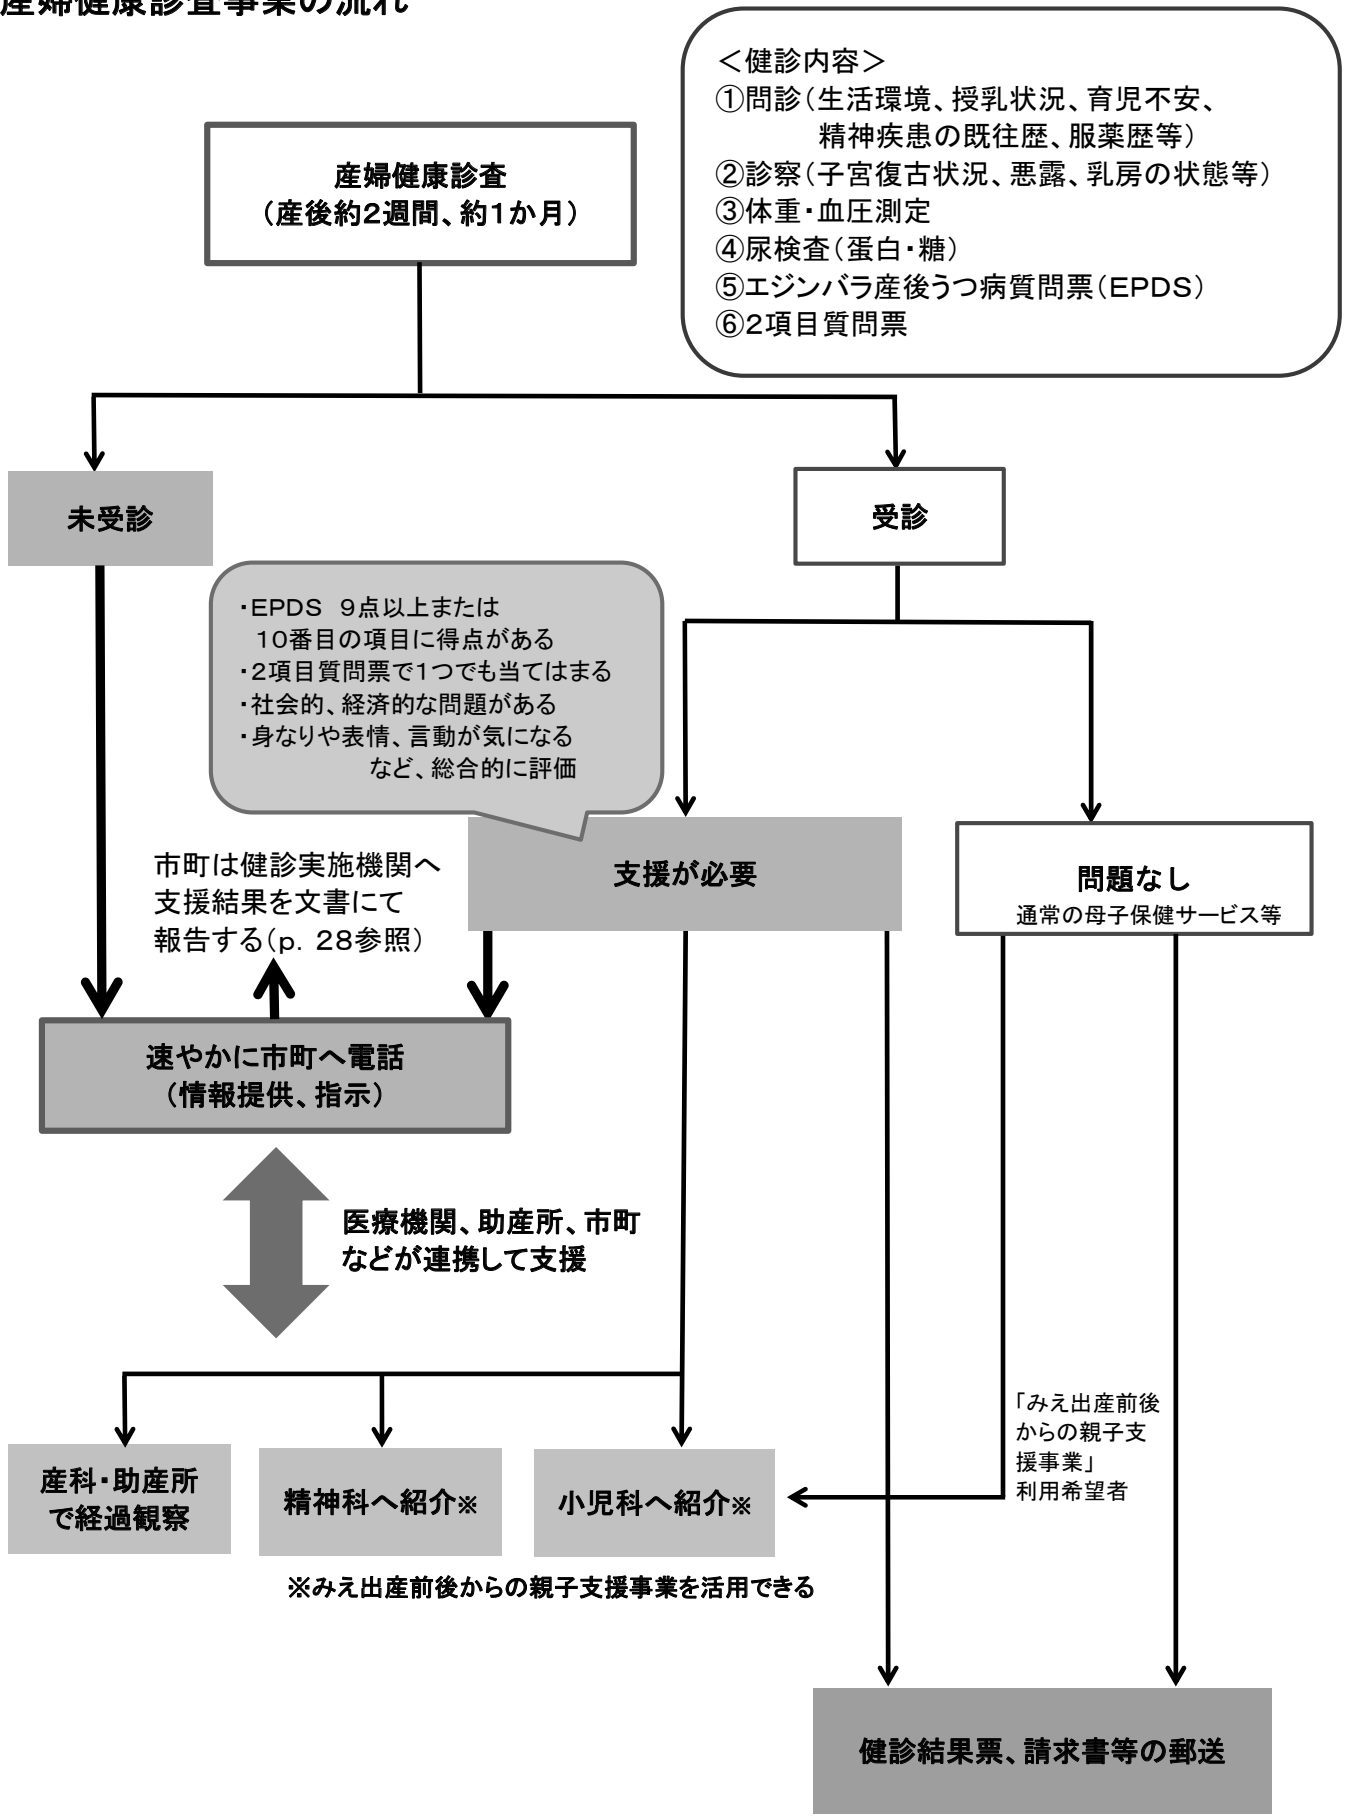 産婦健康診査事業の流れ
＜健診内容＞
①問診（生活環境、授乳状況、育児不安、
精神疾患の既往歴、服薬歴等）
②診察（子宮復古状況、悪露、乳房の状態等）
③体重・血圧測定
④尿検査（蛋白・糖）
⑤エジンバラ産後うつ病質問票（ＥＰＤＳ）
⑥２項目質問票
産婦健康診査
（産後約２週間、約１か月）
未受診
受診
・ＥＰＤＳ　９点以上または
１０番目の項目に得点がある
・２項目質問票で１つでも当てはまる
・社会的、経済的な問題がある
・身なりや表情、言動が気になる
など、総合的に評価
支援が必要
問題なし
通常の母子保健サービス等
市町は健診実施機関へ
支援結果を文書にて
報告する（ｐ．２８参照）
速やかに市町へ電話
（情報提供、指示）
医療機関、助産所、市町
などが連携して支援
「みえ出産前後
からの親子支
援事業」
利用希望者
産科・助産所
で経過観察
精神科へ紹介※
小児科へ紹介※
※みえ出産前後からの親子支援事業を活用できる
健診結果票、請求書等の郵送